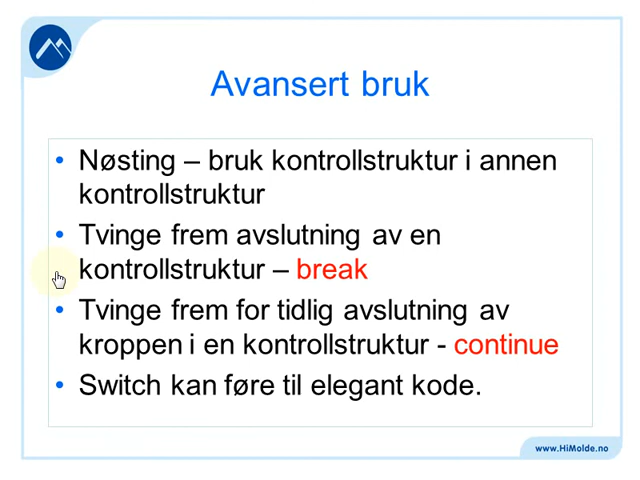 Avansert bruk
• Nøsting – bruk kontrollstruktur i annen
kontrollstruktur
• Tvinge frem avslutning av en
kontrollstruktur – break
• Tvinge frem for tidlig avslutning av
kroppen i en kontrollstruktur - continue
• Switch kan føre til elegant kode.
www.HiMolde.no